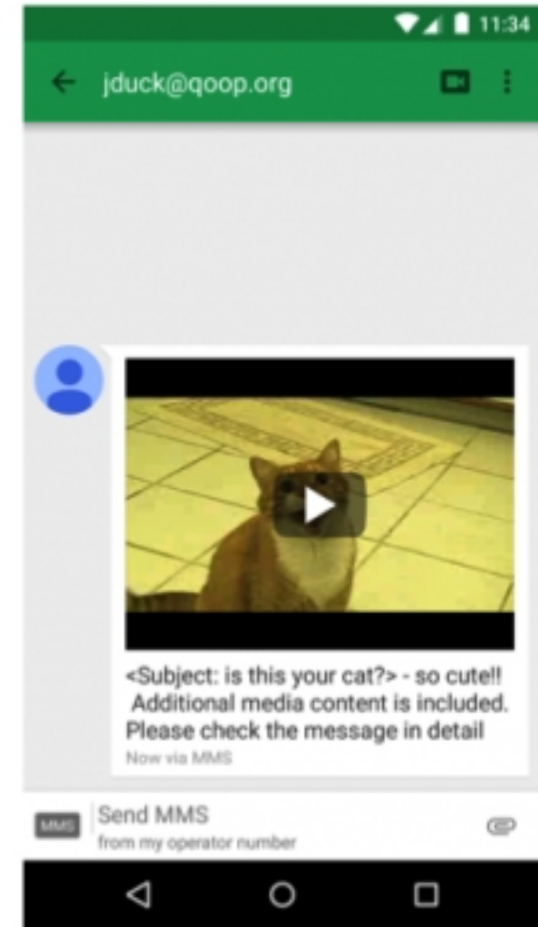 11:34
jduck@qoop.org
<Subject: is this your cat?> - so cute!!
Additional media content is included.
Please check the message in detail
Now via MMS
MMS
Send MMS
from my operator number